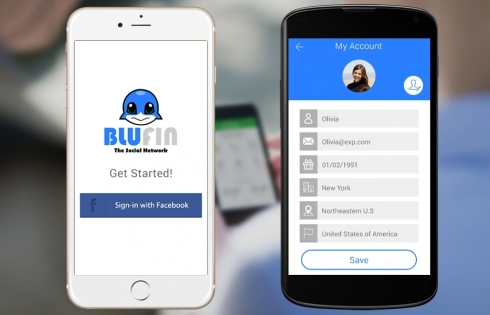 BLUFIN
The Social Network
Get Started!
f
Sign-in with Facebook
My Account
Olivia
Olivia@exp.com
01/02/1991
New York
Northeastern U.S
United States of America
Save